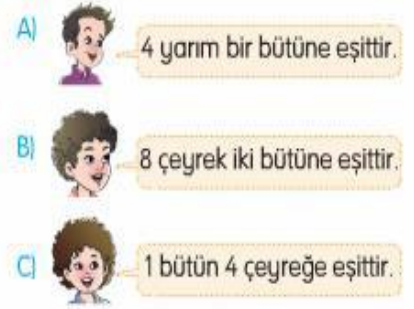 A)
4 yarım bir bütüne eşittir.
B)
8 çeyrek iki bütüne eşittir.
C)
1 bütün 4 çeyreğe eşittir.